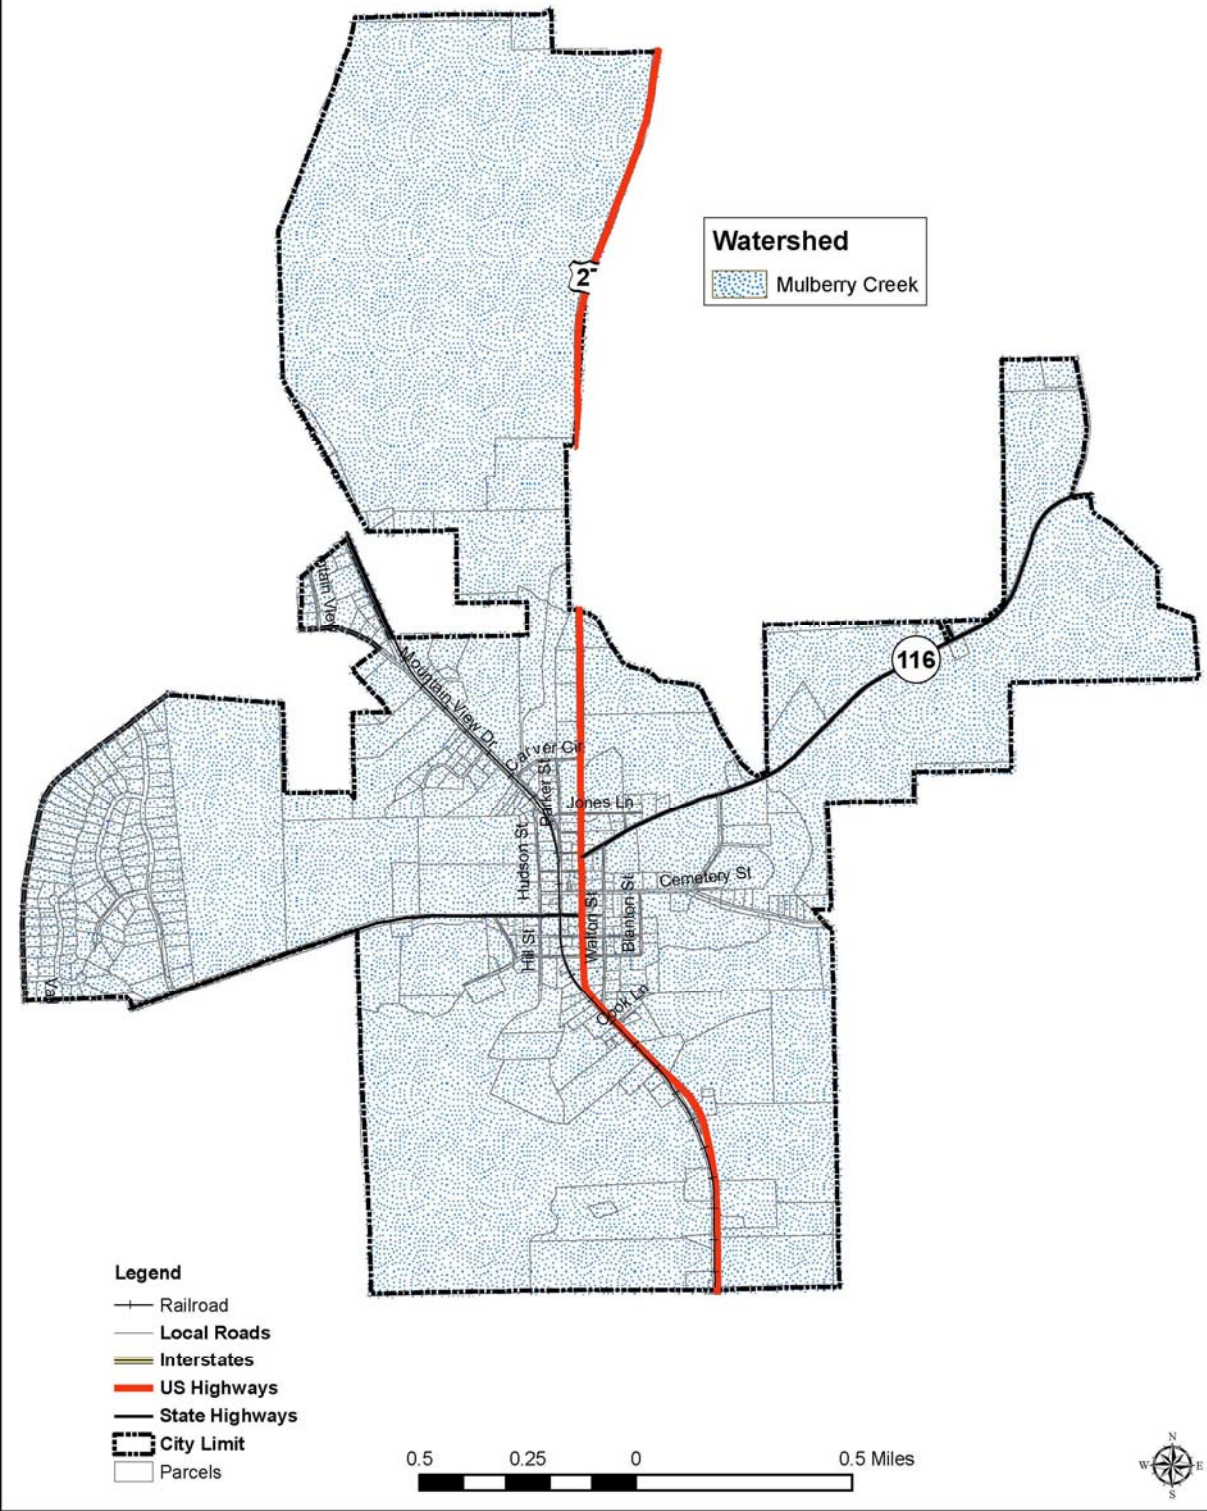 Watershed
Mulberry Creek
2
116
Mountain View Dr
Carver Cir
Parker St
Jones Ln
Hudson St
Cemetery St
Walton St
Blanton St
Hill St
Cook Ln
Legend
Railroad
Local Roads
Interstates
US Highways
State Highways
City Limit
Parcels
0.5 0.25 0 0.5 Miles
N
W E
S